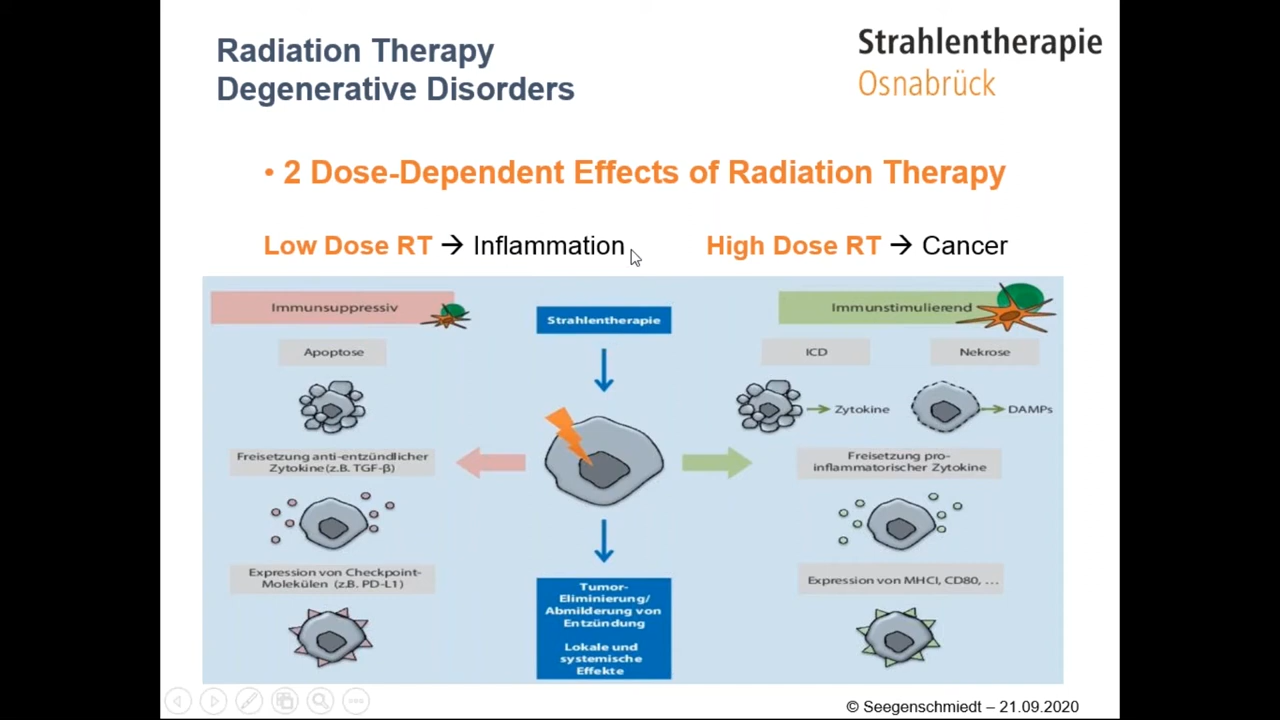 Radiation Therapy
Degenerative Disorders
Strahlentherapie
Osnabrück
• 2 Dose-Dependent Effects of Radiation Therapy
Low Dose RT → Inflammation
High Dose RT → Cancer
Immunsuppressiv
Strahlentherapie
Immunstimulierend
Apoptose
ICD
Nekrose
Zytokine
DAMPs
Freisetzung anti-entzündlicher
Zytokine(z.B. TGF-β)
Freisetzung pro-
inflammatorischer Zytokine
Expression von Checkpoint-
Molekülen (z.B. PD-L1)
Expression von MHCI, CD80, ...
Tumor-
Eliminierung/
Abmilderung von
Entzündung
Lokale und
systemische
Effekte
© Seegenschmiedt – 21.09.2020